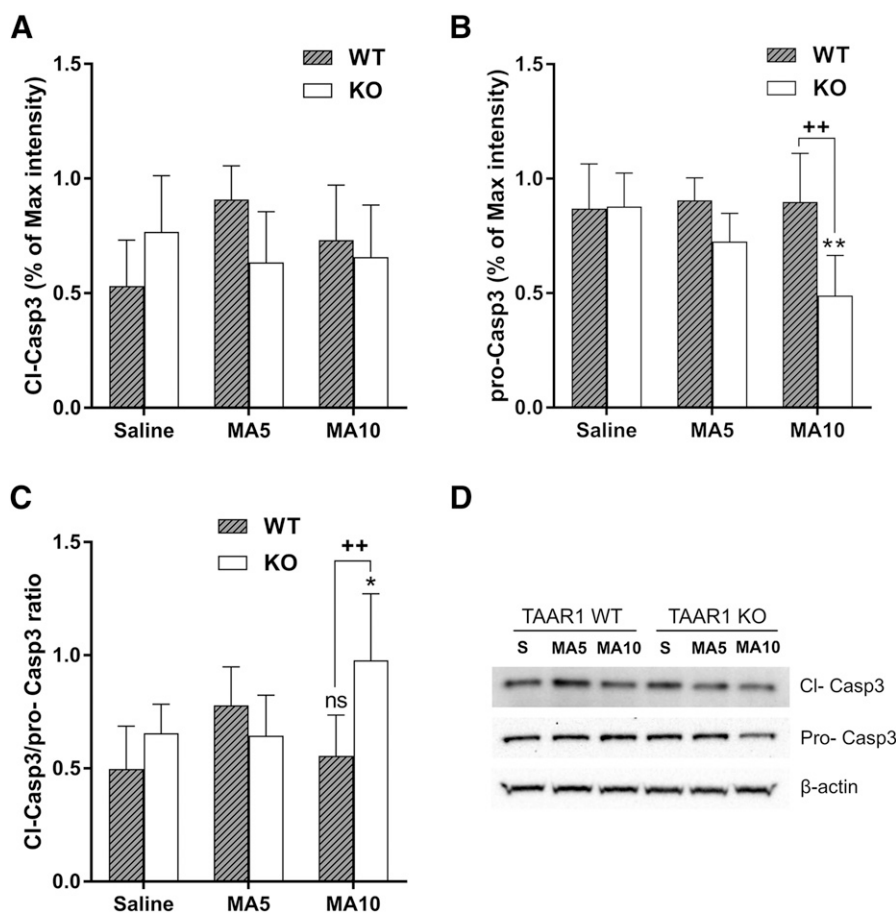 A
WT
KO
Cl-Casp3 (% of Max intensity)
1.5
1.0
0.5
0.0
Saline MA5 MA10
B
WT
KO
pro-Casp3 (% of Max intensity)
1.5
1.0
0.5
0.0
++
**
Saline MA5 MA10
C
WT
KO
Cl-Casp3/pro- Casp3 ratio
1.5
1.0
0.5
0.0
++
*
ns
Saline MA5 MA10
D
TAAR1 WT TAAR1 KO
S MA5 MA10 S MA5 MA10
Cl- Casp3
Pro- Casp3
β-actin